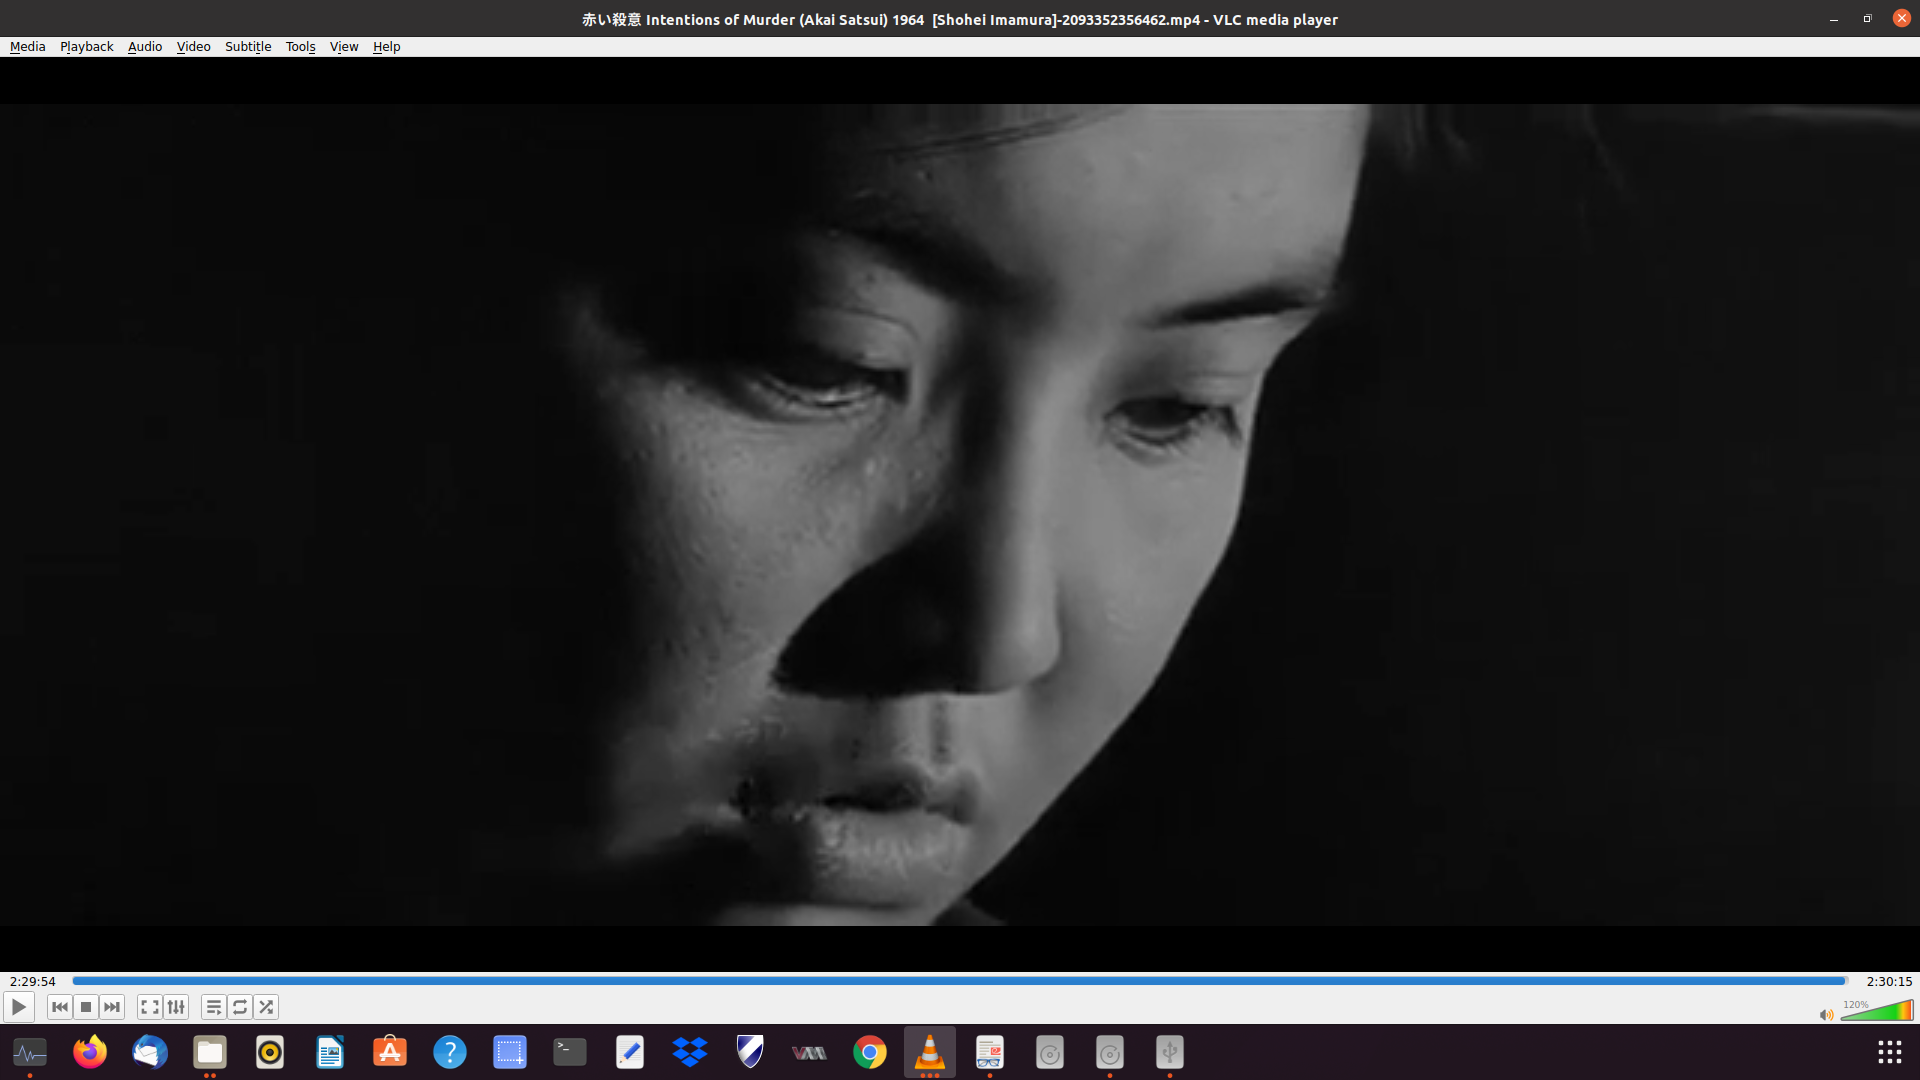 赤い殺意 Intentions of Murder (Akai Satsui) 1964  [Shohei Imamura]-2093352356462.mp4 - VLC media player
Media Playback Audio Video Subtitle Tools View Help
2:29:54 2:30:15
120%
>_
?
VM